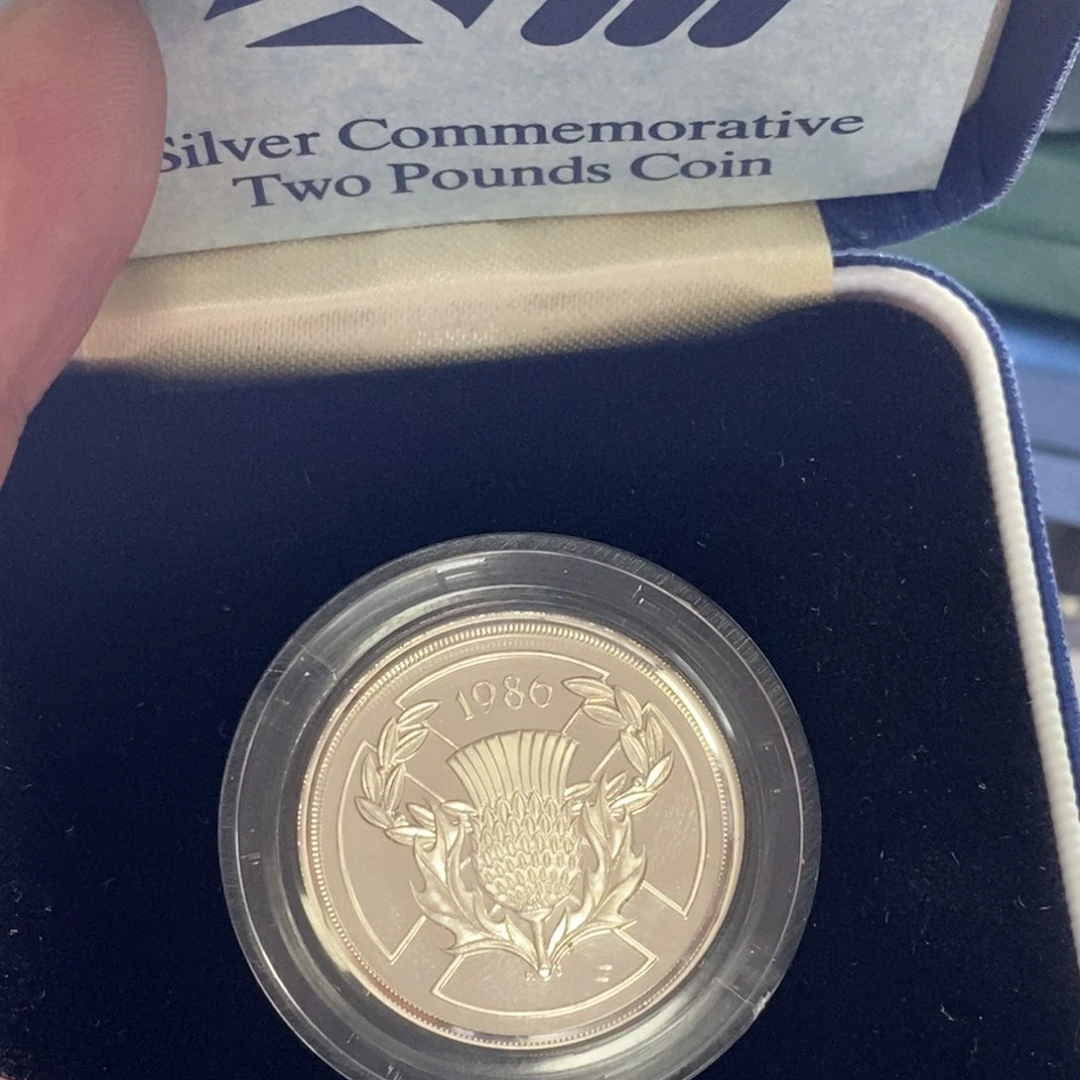 Silver Commemorative
Two Pounds Coin
1986